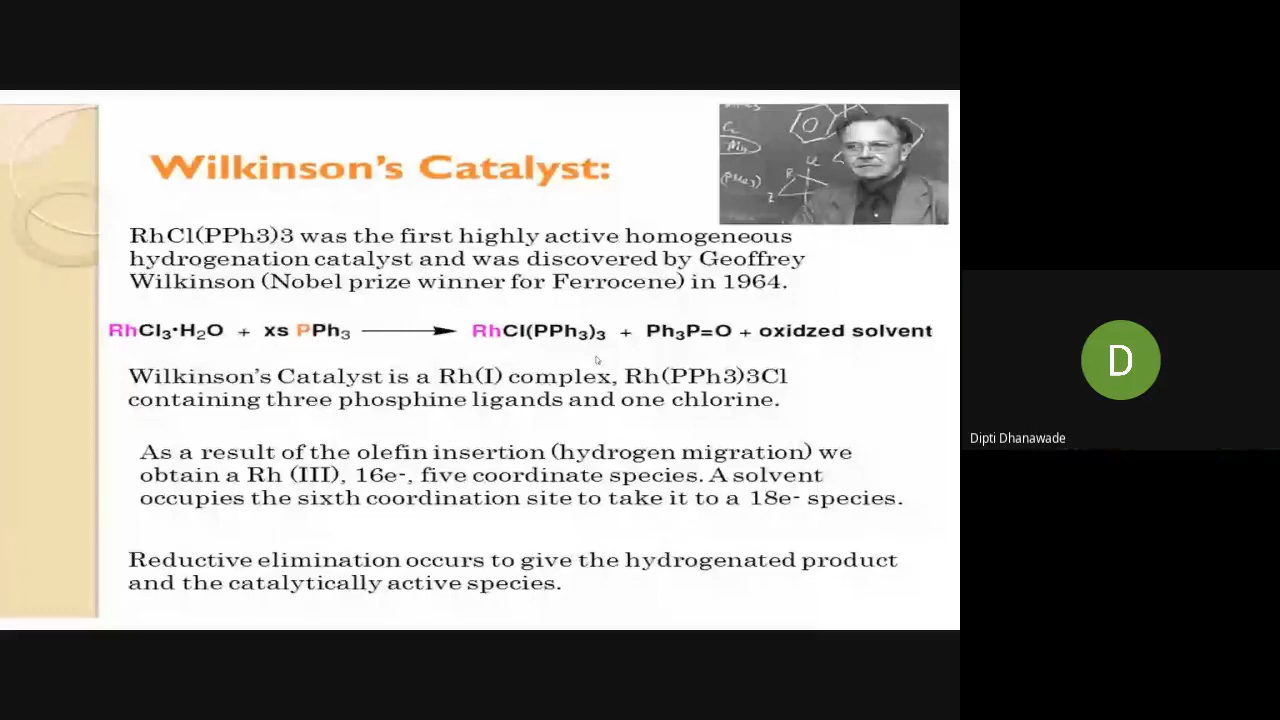 Wilkinson's Catalyst:
RhCl(PPh3)3 was the first highly active homogeneous
hydrogenation catalyst and was discovered by Geoffrey
Wilkinson (Nobel prize winner for Ferrocene) in 1964.
RhCl₃•H₂O + xs PPh₃ ⟶ RhCl(PPh₃)₃ + Ph₃P=O + oxidzed solvent
Wilkinson's Catalyst is a Rh(I) complex, Rh(PPh3)3Cl
containing three phosphine ligands and one chlorine.
As a result of the olefin insertion (hydrogen migration) we
obtain a Rh (III), 16e-, five coordinate species. A solvent
occupies the sixth coordination site to take it to a 18e- species.
Reductive elimination occurs to give the hydrogenated product
and the catalytically active species.
D
Dipti Dhanawade